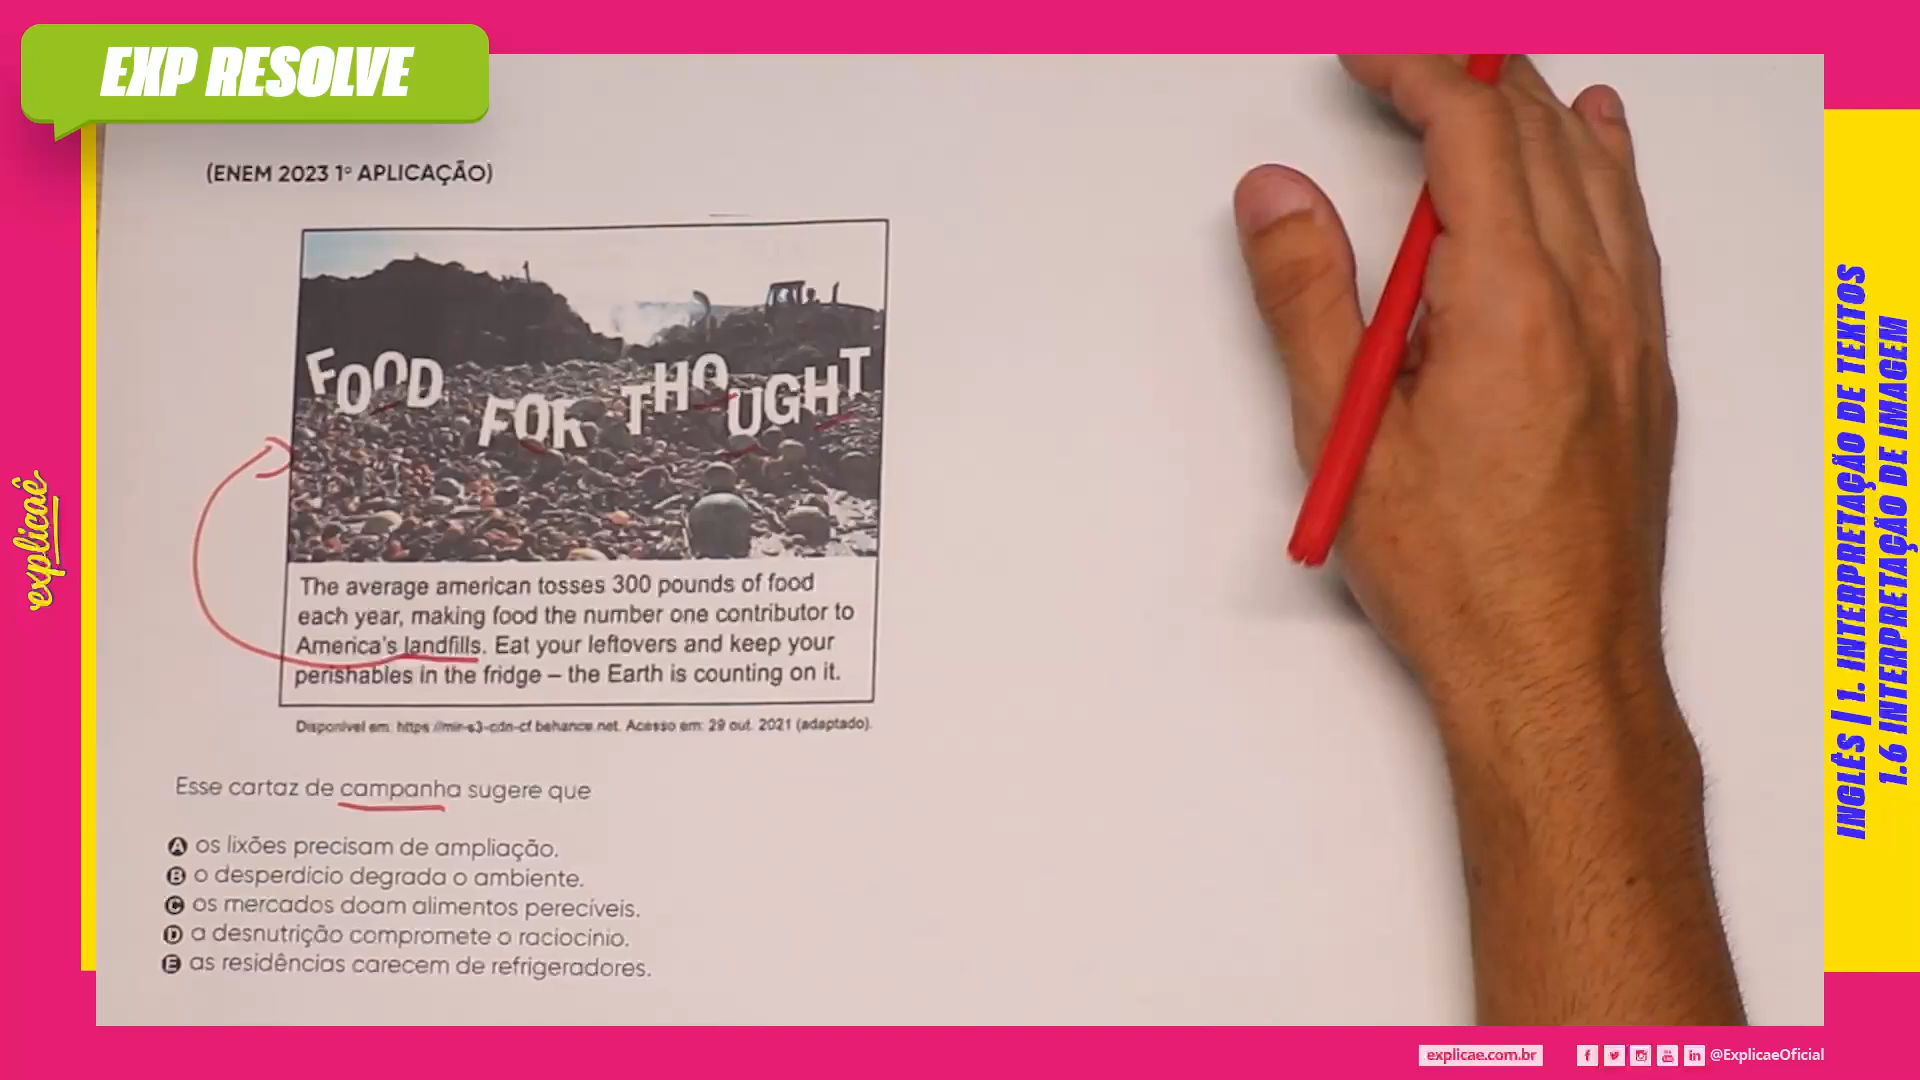 EXP RESOLVE
(ENEM 2023 1º APLICAÇÃO)
FOOD FOR THOUGHT
The average american tosses 300 pounds of food
each year, making food the number one contributor to
America's landfills. Eat your leftovers and keep your
perishables in the fridge – the Earth is counting on it.
Disponível em: https://mir-s3-cdn-cf.behance.net. Acesso em: 29 out. 2021 (adaptado).
Esse cartaz de campanha sugere que
A os lixões precisam de ampliação.
B o desperdício degrada o ambiente.
C os mercados doam alimentos perecíveis.
D a desnutrição compromete o raciocínio.
E as residências carecem de refrigeradores.
explicaê
INGLÊS | 1. INTERPRETAÇÃO DE TEXTOS
1.6 INTERPRETAÇÃO DE IMAGEM
explicae.com.br
@ExplicaeOficial